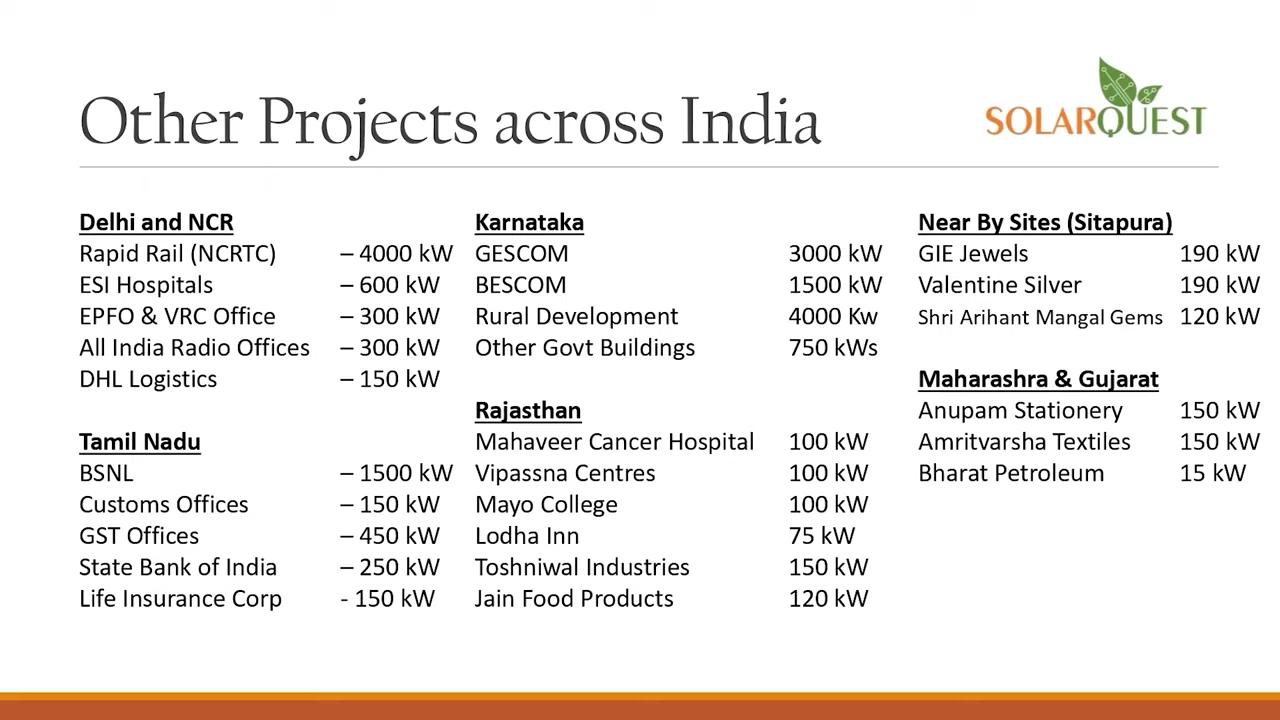 Other Projects across India
SOLARQUEST
Delhi and NCR
Rapid Rail (NCRTC) – 4000 kW
ESI Hospitals – 600 kW
EPFO & VRC Office – 300 kW
All India Radio Offices – 300 kW
DHL Logistics – 150 kW
Tamil Nadu
BSNL – 1500 kW
Customs Offices – 150 kW
GST Offices – 450 kW
State Bank of India – 250 kW
Life Insurance Corp - 150 kW
Karnataka
GESCOM 3000 kW
BESCOM 1500 kW
Rural Development 4000 Kw
Other Govt Buildings 750 kWs
Rajasthan
Mahaveer Cancer Hospital 100 kW
Vipassna Centres 100 kW
Mayo College 100 kW
Lodha Inn 75 kW
Toshniwal Industries 150 kW
Jain Food Products 120 kW
Near By Sites (Sitapura)
GIE Jewels 190 kW
Valentine Silver 190 kW
Shri Arihant Mangal Gems 120 kW
Maharashra & Gujarat
Anupam Stationery 150 kW
Amritvarsha Textiles 150 kW
Bharat Petroleum 15 kW